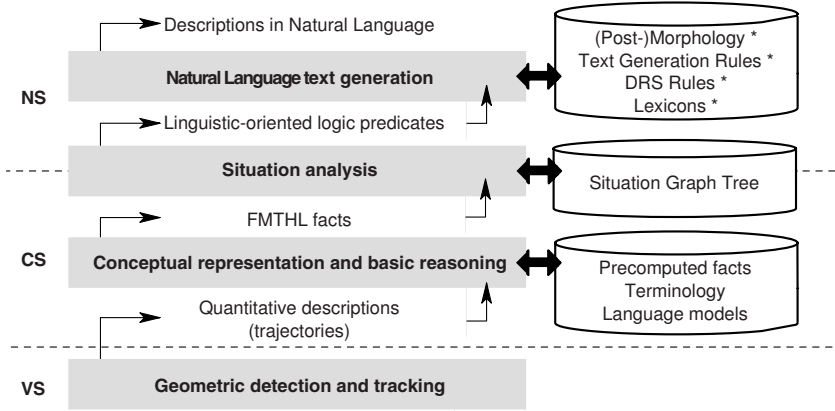 Descriptions in Natural Language
Natural Language text generation
(Post-)Morphology *
Text Generation Rules *
DRS Rules *
Lexicons *
NS
Linguistic-oriented logic predicates
Situation analysis
Situation Graph Tree
FMTHL facts
CS
Conceptual representation and basic reasoning
Precomputed facts
Terminology
Language models
Quantitative descriptions
(trajectories)
VS
Geometric detection and tracking